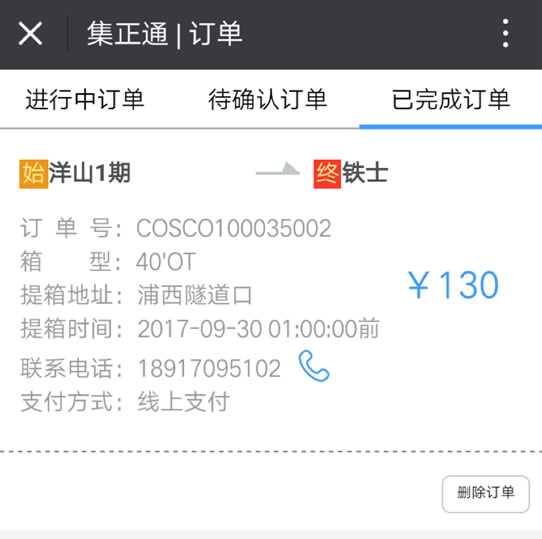 集正通 | 订单
进行中订单 待确认订单 已完成订单
始 洋山1期 终 铁士
订 单 号：COSCO100035002
箱 型：40'OT
提箱地址：浦西隧道口
¥130
提箱时间：2017-09-30 01:00:00前
联系电话：18917095102
支付方式：线上支付
删除订单